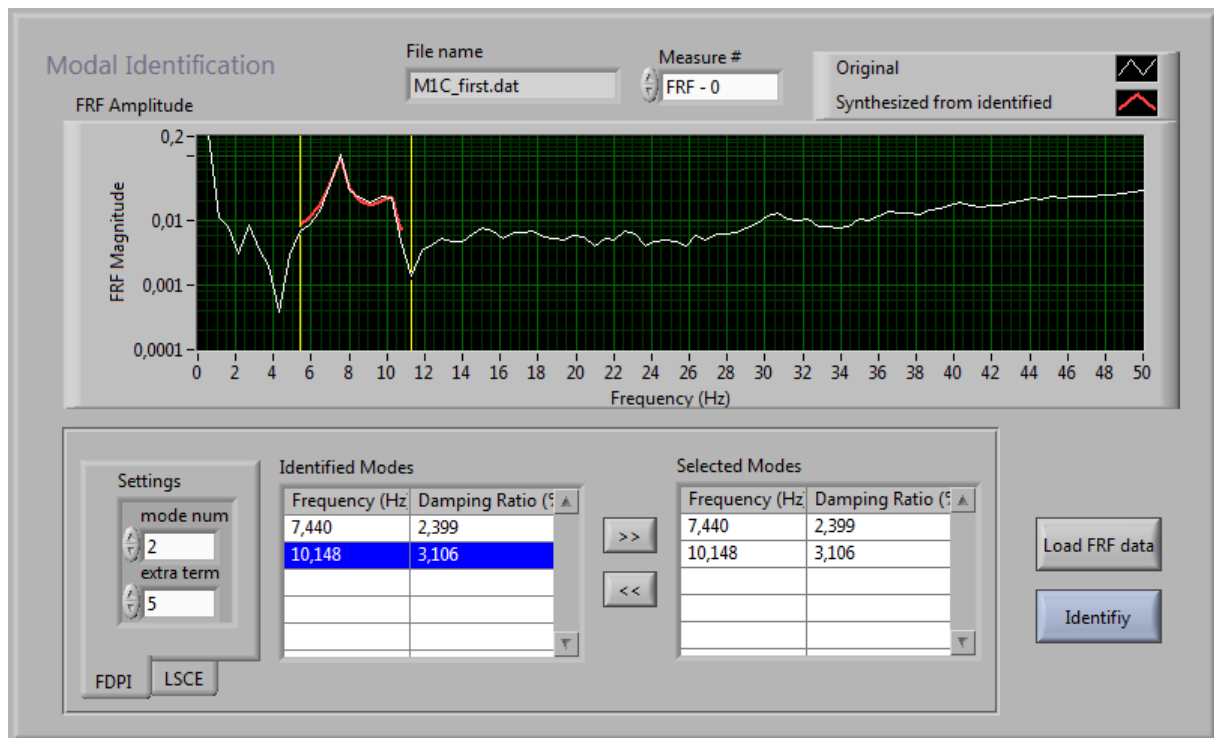 Modal Identification
File name
M1C_first.dat
Measure #
FRF - 0
Original
Synthesized from identified
FRF Amplitude
FRF Magnitude
0,2
0,01
0,001
0,0001
0 2 4 6 8 10 12 14 16 18 20 22 24 26 28 30 32 34 36 38 40 42 44 46 48 50
Frequency (Hz)
Settings
mode num
2
extra term
5
FDPI LSCE
Identified Modes
Frequency (Hz Damping Ratio (%
7,440 2,399
10,148 3,106
>>
<<
Selected Modes
Frequency (Hz Damping Ratio (%
7,440 2,399
10,148 3,106
Load FRF data
Identifiy